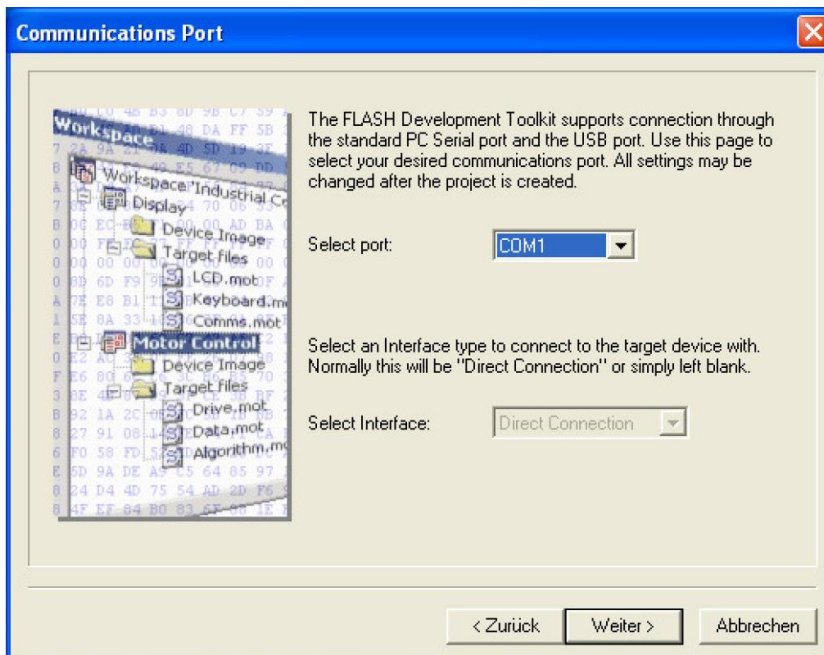 Communications Port
The FLASH Development Toolkit supports connection through
the standard PC Serial port and the USB port. Use this page to
select your desired communications port. All settings may be
changed after the project is created.
Select port:
COM1
Select an Interface type to connect to the target device with.
Normally this will be "Direct Connection" or simply left blank.
Select Interface:
Direct Connection
Workspace
Workspace 'Industrial
Display
Device Image
Target files
LCD.mot
Keyboard.m
Comms.mot
Motor Control
Device Image
Target files
Drive.mot
Data.mot
Algorithm.m
< Zurück
Weiter >
Abbrechen